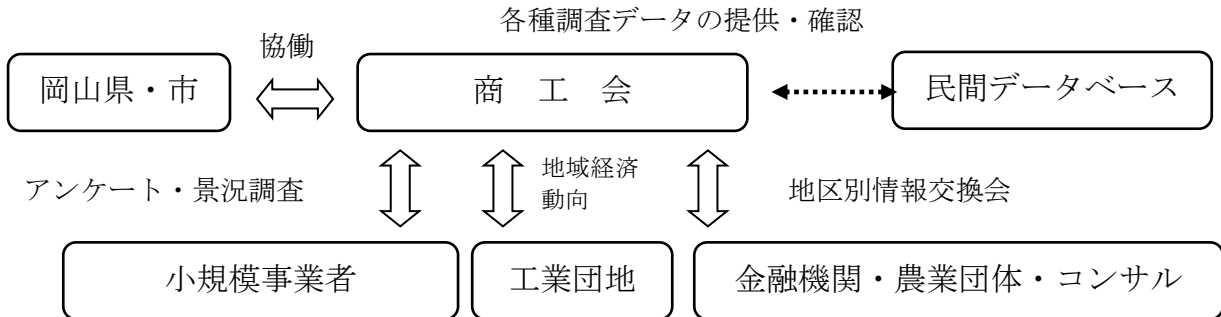 各種調査データの提供・確認
協働
岡山県・市
商　工　会
民間データベース
アンケート・景況調査
地域経済
動向
地区別情報交換会
小規模事業者
工業団地
金融機関・農業団体・コンサル